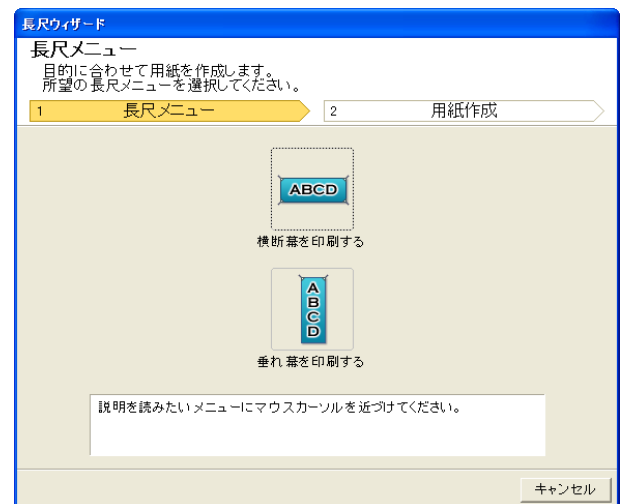 長尺ウィザード
長尺メニュー
目的に合わせて用紙を作成します。
所望の長尺メニューを選択してください。
1 長尺メニュー 2 用紙作成
ABCD
横断幕を印刷する
A
B
C
D
垂れ幕を印刷する
説明を読みたいメニューにマウスカーソルを近づけてください。
キャンセル